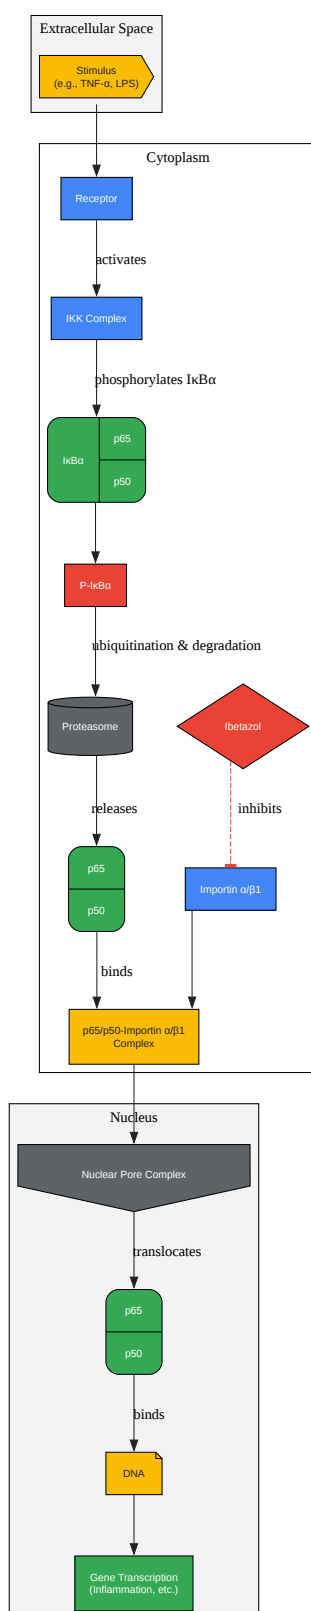 Extracellular Space
Stimulus
(e.g., TNF-α, LPS)
Cytoplasm
Receptor
activates
IKK Complex
phosphorylates IκBα
IκBα
p65
p50
P-IκBα
ubiquitination & degradation
Proteasome
Ibetazol
releases
inhibits
p65
p50
Importin α/β1
binds
p65/p50-Importin α/β1
Complex
Nucleus
Nuclear Pore Complex
translocates
p65
p50
binds
DNA
Gene Transcription
(Inflammation, etc.)